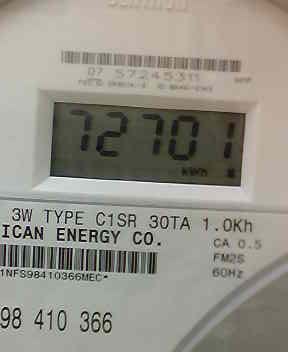 07 57245311
72701
kWh
3W TYPE C1SR 30TA 1.0Kh
ICAN ENERGY CO.
CA 0.5
FM2S
60Hz
1NFS98410366MEC*
98 410 366